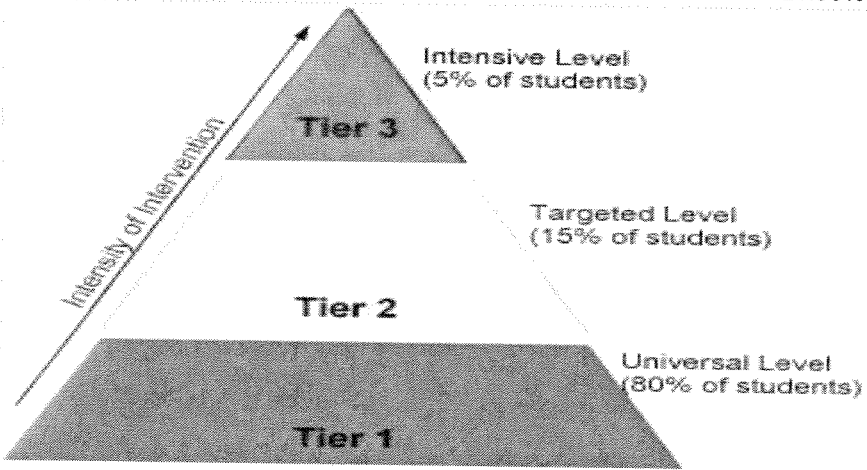 Intensive Level
(5% of students)
Tier 3
Intensity of Intervention
Targeted Level
(15% of students)
Tier 2
Universal Level
(80% of students)
Tier 1